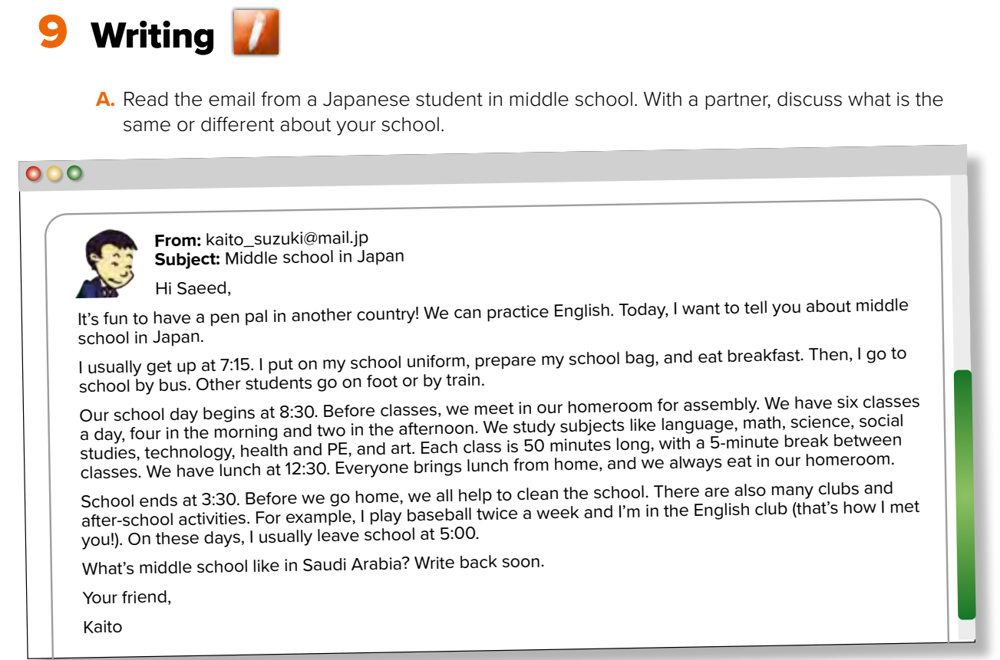 9 Writing
A. Read the email from a Japanese student in middle school. With a partner, discuss what is the
same or different about your school.
From: kaito_suzuki@mail.jp
Subject: Middle school in Japan
Hi Saeed,
It's fun to have a pen pal in another country! We can practice English. Today, I want to tell you about middle
school in Japan.
I usually get up at 7:15. I put on my school uniform, prepare my school bag, and eat breakfast. Then, I go to
school by bus. Other students go on foot or by train.
Our school day begins at 8:30. Before classes, we meet in our homeroom for assembly. We have six classes
a day, four in the morning and two in the afternoon. We study subjects like language, math, science, social
studies, technology, health and PE, and art. Each class is 50 minutes long, with a 5-minute break between
classes. We have lunch at 12:30. Everyone brings lunch from home, and we always eat in our homeroom.
School ends at 3:30. Before we go home, we all help to clean the school. There are also many clubs and
after-school activities. For example, I play baseball twice a week and I'm in the English club (that's how I met
you!). On these days, I usually leave school at 5:00.
What's middle school like in Saudi Arabia? Write back soon.
Your friend,
Kaito